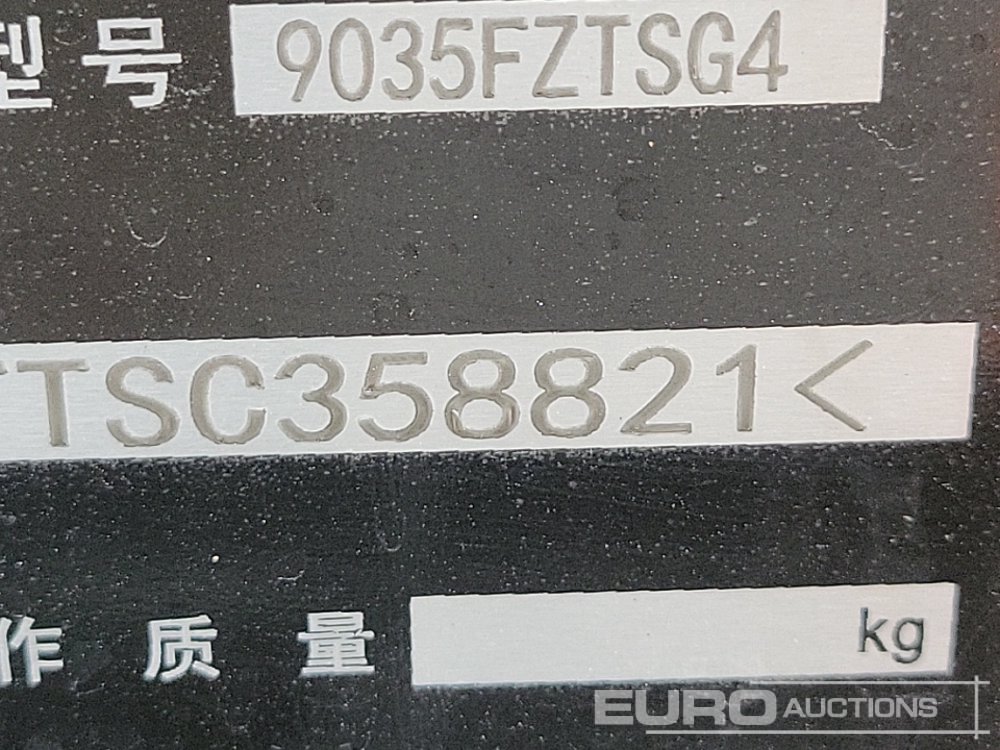 型号 9035FZTSG4
TSC358821<
作质量 kg
EURO AUCTIONS